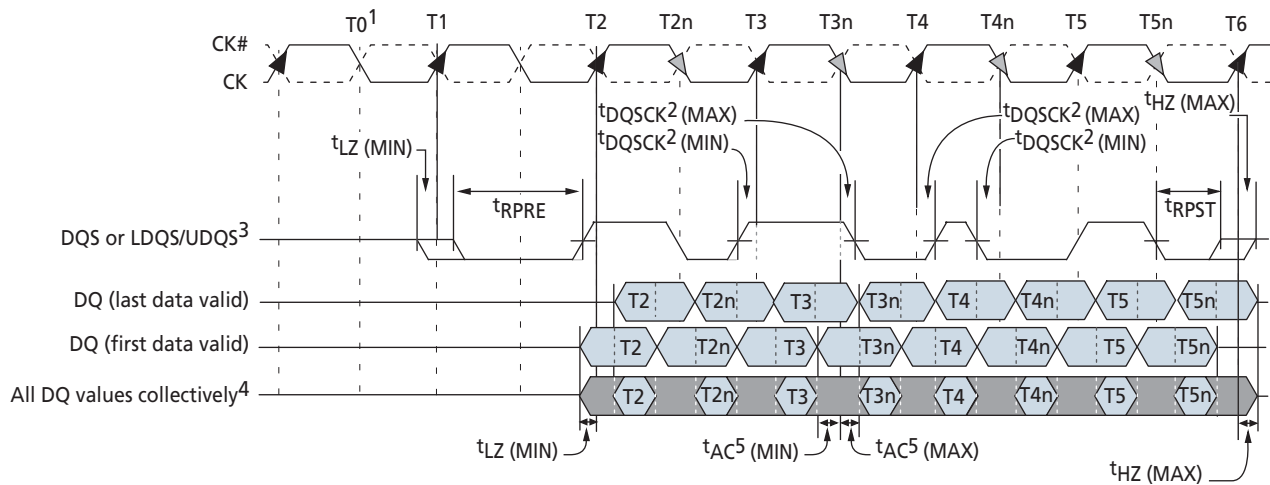 T0¹ T1 T2 T2n T3 T3n T4 T4n T5 T5n T6
CK#
CK
tHZ (MAX)
tDQSCK² (MAX) tDQSCK² (MAX)
tDQSCK² (MIN) tDQSCK² (MIN)
tLZ (MIN)
tRPRE tRPST
DQS or LDQS/UDQS³
DQ (last data valid) T2 T2n T3 T3n T4 T4n T5 T5n
DQ (first data valid) T2 T2n T3 T3n T4 T4n T5 T5n
All DQ values collectively⁴ T2 T2n T3 T3n T4 T4n T5 T5n
tLZ (MIN) tAC⁵ (MIN) tAC⁵ (MAX)
tHZ (MAX)